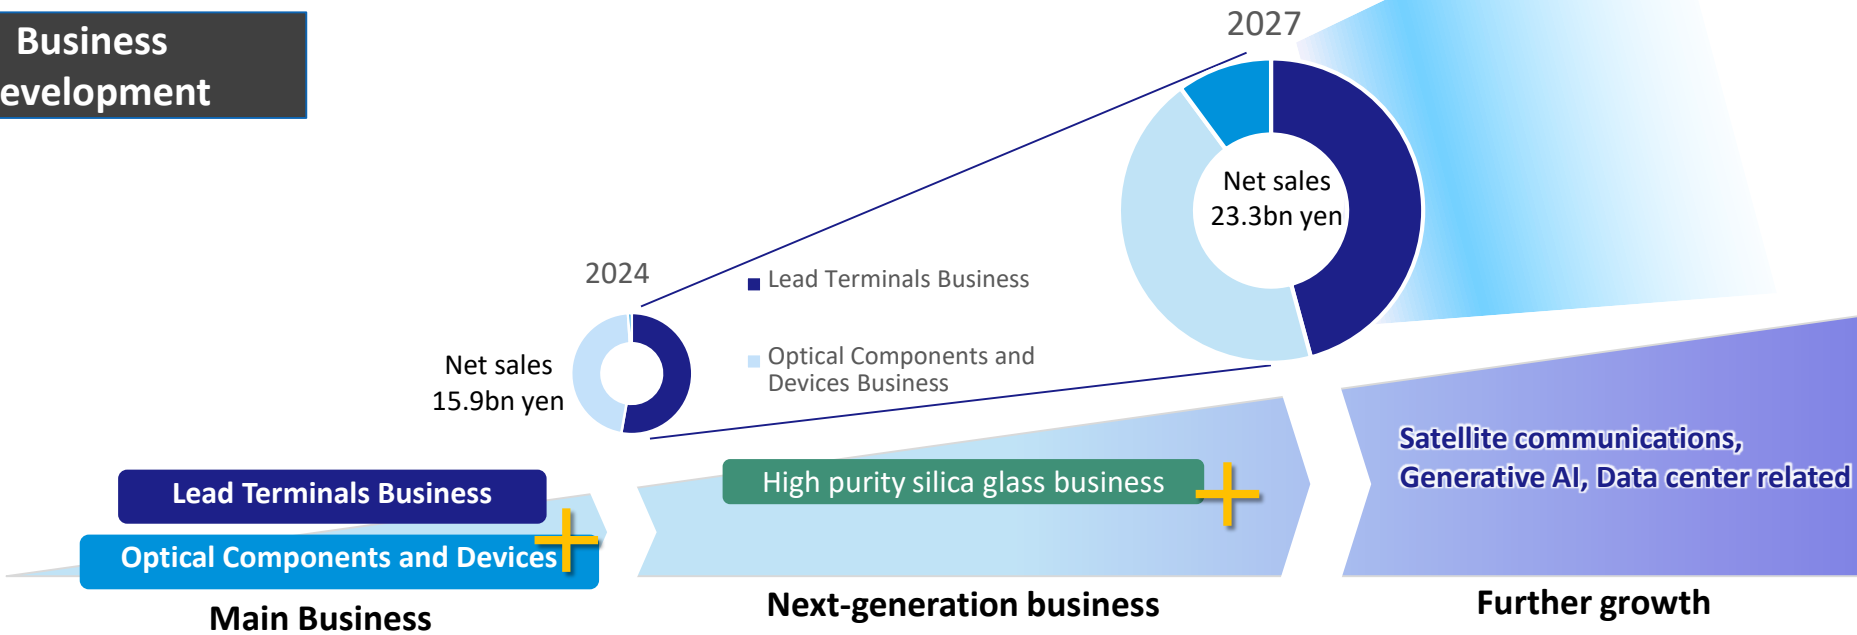 Business
evelopment
2027
Net sales
23.3bn yen
2024
Net sales
15.9bn yen
Lead Terminals Business
Optical Components and
Devices Business
Lead Terminals Business
Optical Components and Devices
Main Business
High purity silica glass business
Next-generation business
Satellite communications,
Generative AI, Data center related
Further growth